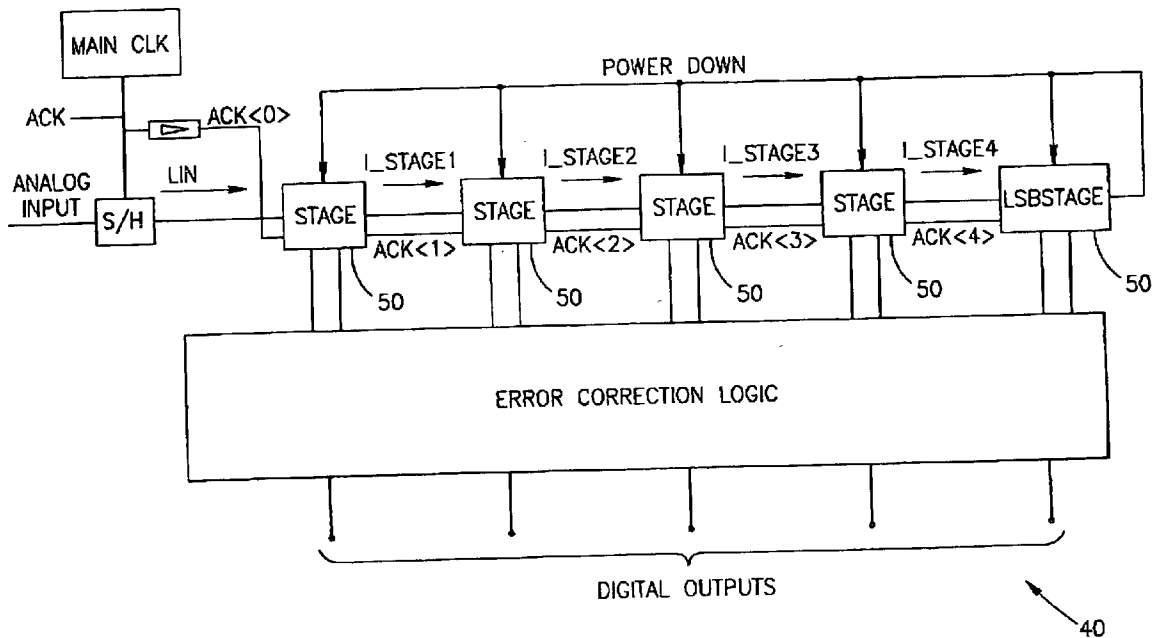 MAIN CLK
POWER DOWN
ACK
ACK<0>
I_STAGE1
I_STAGE2
I_STAGE3
I_STAGE4
ANALOG
INPUT
LIN
S/H
STAGE
STAGE
STAGE
STAGE
LSBSTAGE
ACK<1>
ACK<2>
ACK<3>
ACK<4>
50
50
50
50
50
ERROR CORRECTION LOGIC
DIGITAL OUTPUTS
40